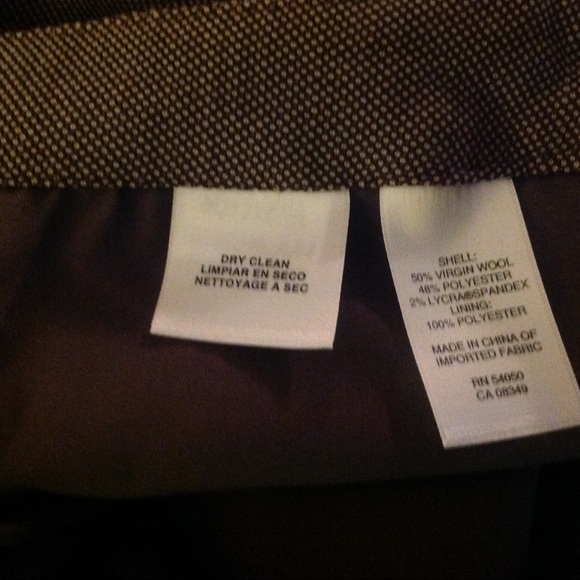 DRY CLEAN
LIMPIAR EN SECO
NETTOYAGE A SEC
SHELL:
50% VIRGIN WOOL
48% POLYESTER
2% LYCRA®SPANDEX
LINING:
100% POLYESTER
MADE IN CHINA OF
IMPORTED FABRIC
RN 54050
CA 08349